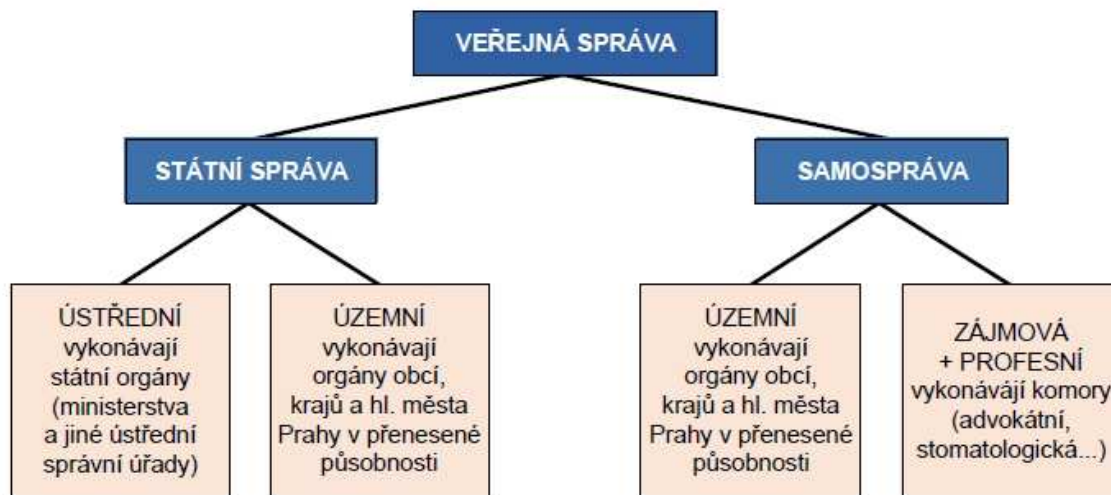 VEŘEJNÁ SPRÁVA
STÁTNÍ SPRÁVA
SAMOSPRÁVA
ÚSTŘEDNÍ
vykonávají
státní orgány
(ministerstva
a jiné ústřední
správní úřady)
ÚZEMNÍ
vykonávají
orgány obcí,
krajů a hl. města
Prahy v přenesené
působnosti
ÚZEMNÍ
vykonávají
orgány obcí,
krajů a hl. města
Prahy v přenesené
působnosti
ZÁJMOVÁ
+ PROFESNÍ
vykonávájí komory
(advokátní,
stomatologická...)